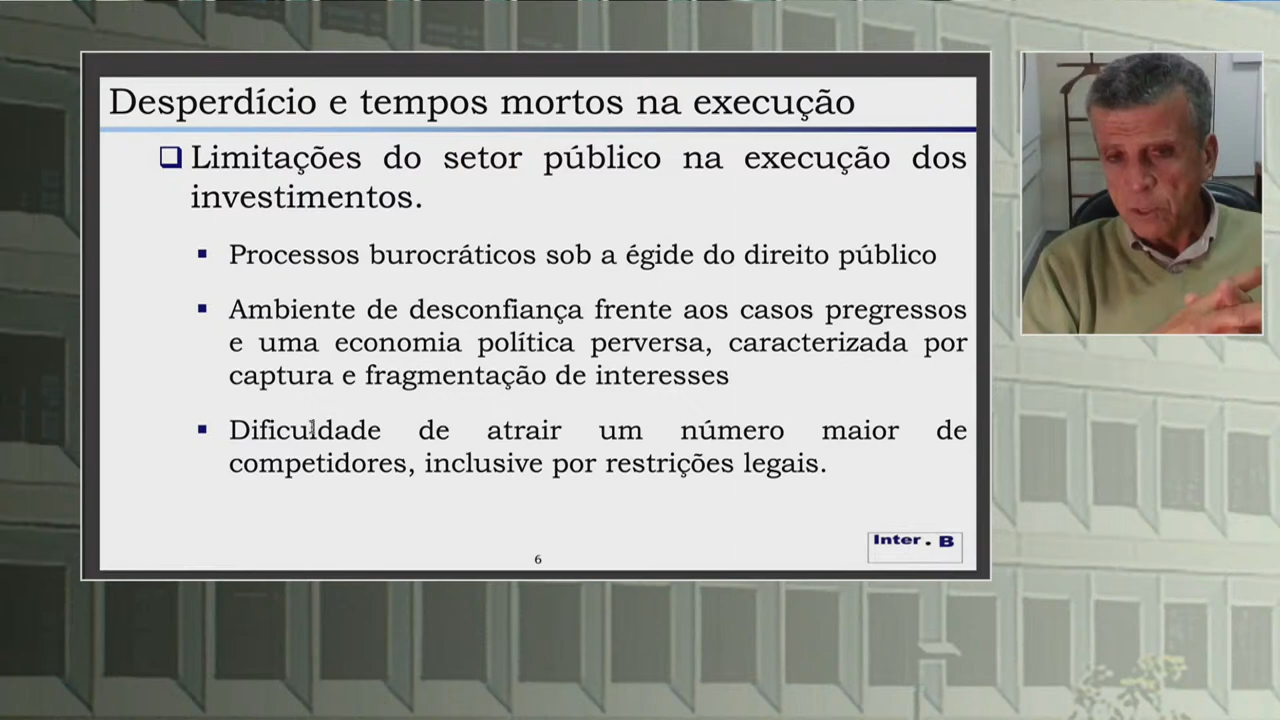 Desperdício e tempos mortos na execução
Limitações do setor público na execução dos
investimentos.
Processos burocráticos sob a égide do direito público
Ambiente de desconfiança frente aos casos pregressos
e uma economia política perversa, caracterizada por
captura e fragmentação de interesses
Dificuldade de atrair um número maior de
competidores, inclusive por restrições legais.
Inter . B
6